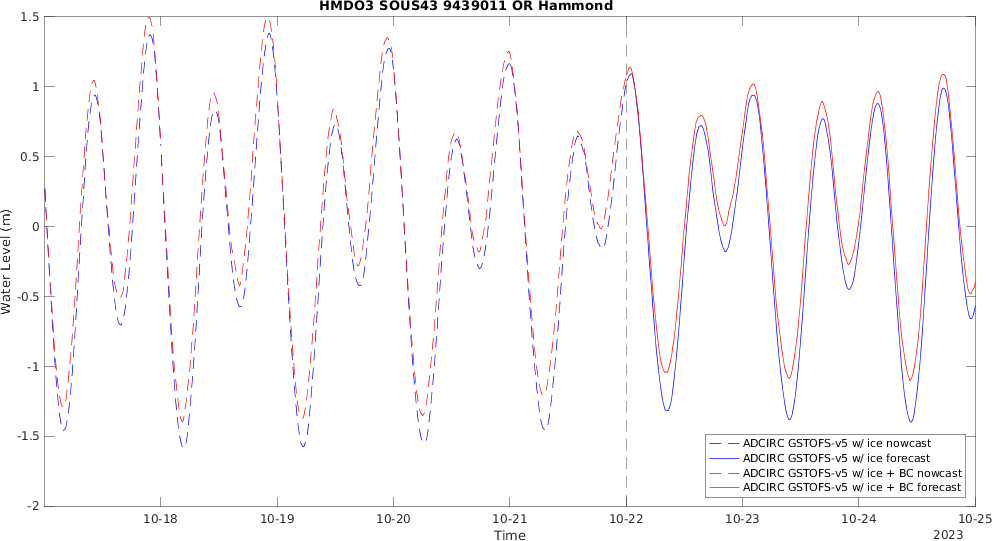 HMDO3 SOUS43 9439011 OR Hammond
1.5
1
0.5
0
-0.5
-1
-1.5
-2
Water Level (m)
10-18
10-19
10-20
10-21
10-22
10-23
10-24
10-25
Time
2023
ADCIRC GSTOFS-v5 w/ ice nowcast
ADCIRC GSTOFS-v5 w/ ice forecast
ADCIRC GSTOFS-v5 w/ ice + BC nowcast
ADCIRC GSTOFS-v5 w/ ice + BC forecast